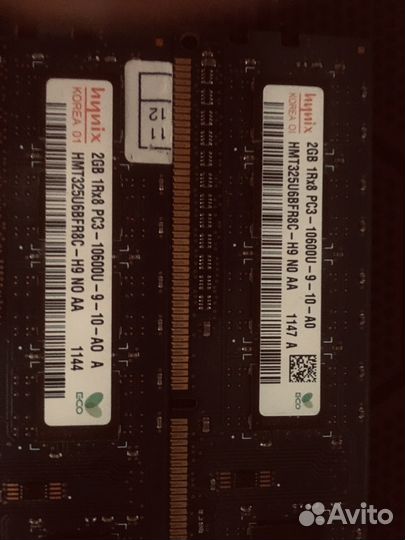 hynix
KOREA 01
2GB 1Rx8 PC3-10600U-9-10-A0 A
HMT325U6BFR8C-H9 N0 AA 1144
ECO
11
12
hynix
KOREA 01
2GB 1Rx8 PC3-10600U-9-10-A0
HMT325U6BFR8C-H9 N0 AA 1147 A
ECO
Avito